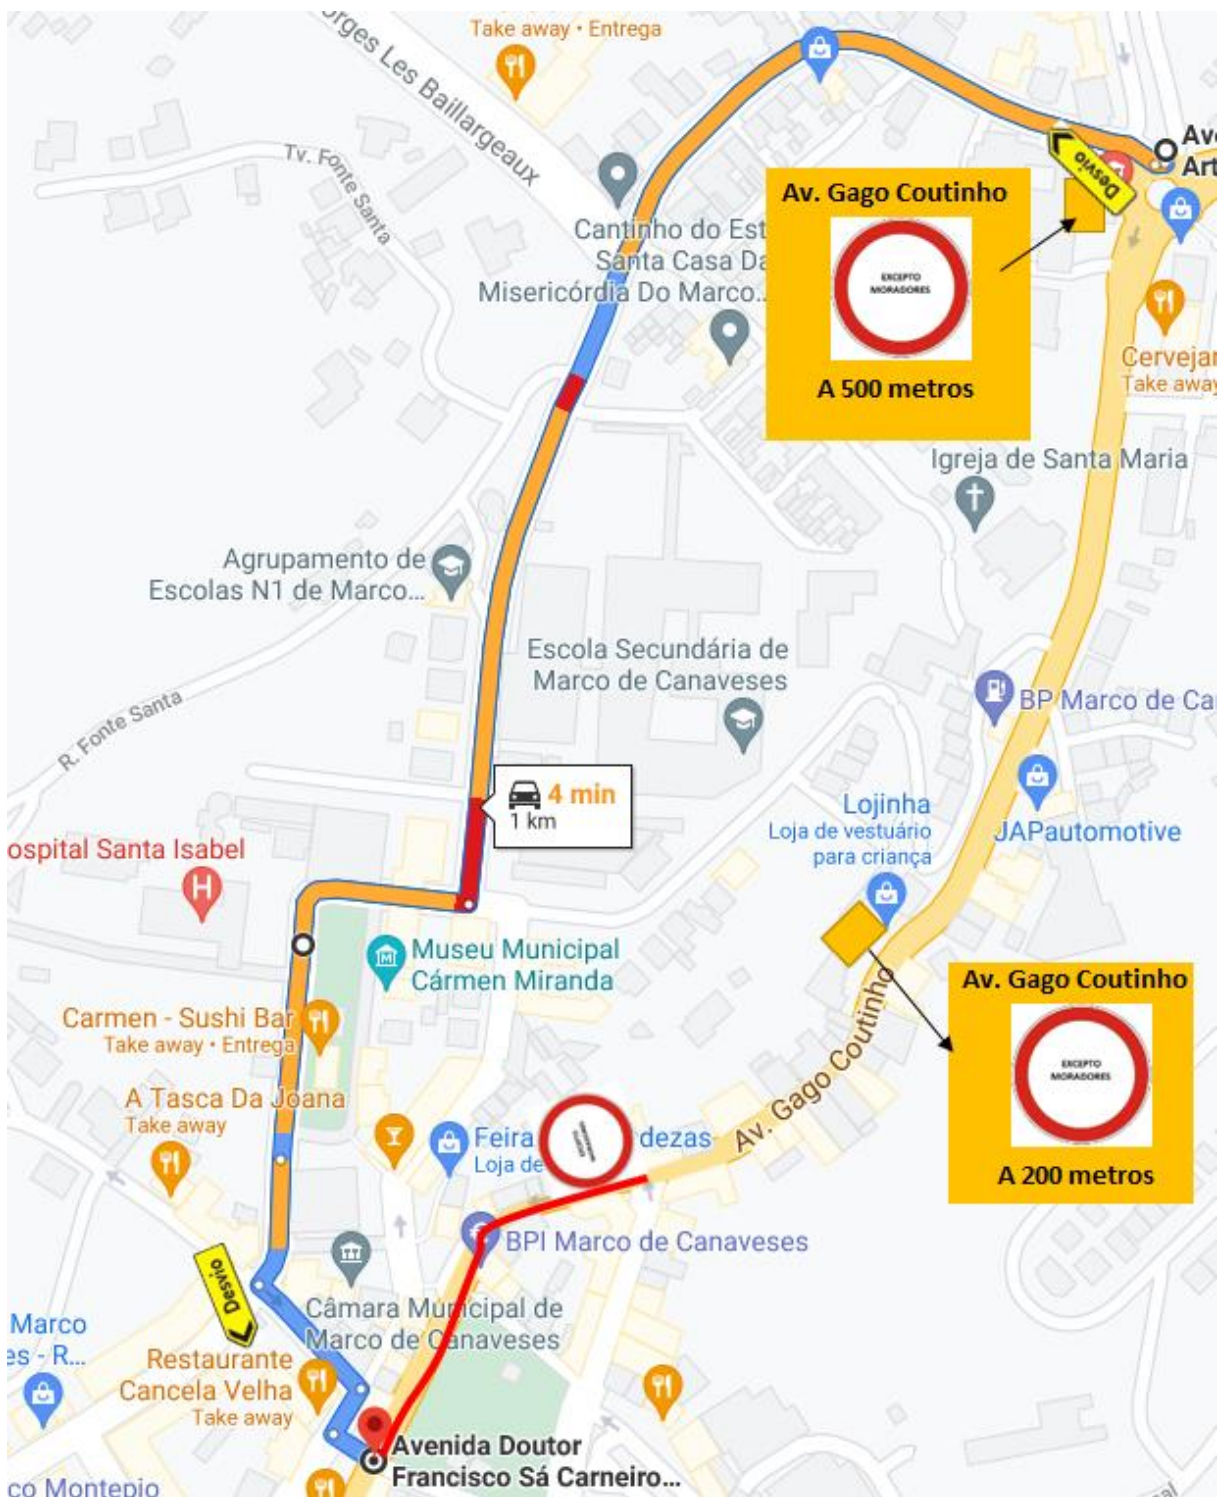 Take away • Entrega
orges Les Baillargeaux
Tv. Fonte Santa
Desvio
Av
Art
Av. Gago Coutinho
EXCEPTO
MORADORES
A 500 metros
Cantinho do Est
Santa Casa Da
Misericórdia Do Marco...
Cervejar
Take away
Igreja de Santa Maria
Agrupamento de
Escolas N1 de Marco...
Escola Secundária de
Marco de Canaveses
BP Marco de Ca
R. Fonte Santa
4 min
1 km
Lojinha
Loja de vestuário
para criança
JAPautomotive
ospital Santa Isabel
H
Museu Municipal
Cármen Miranda
Av. Gago Coutinho
Av. Gago Coutinho
EXCEPTO
MORADORES
A 200 metros
Carmen - Sushi Bar
Take away • Entrega
A Tasca Da Joana
Take away
Feira dezas
Loja de
EXCEPTO
MORADORES
BPI Marco de Canaveses
Desvio
Câmara Municipal de
Marco de Canaveses
Marco
es - R...
Restaurante
Cancela Velha
Take away
Avenida Doutor
Francisco Sá Carneiro...
co Montepio